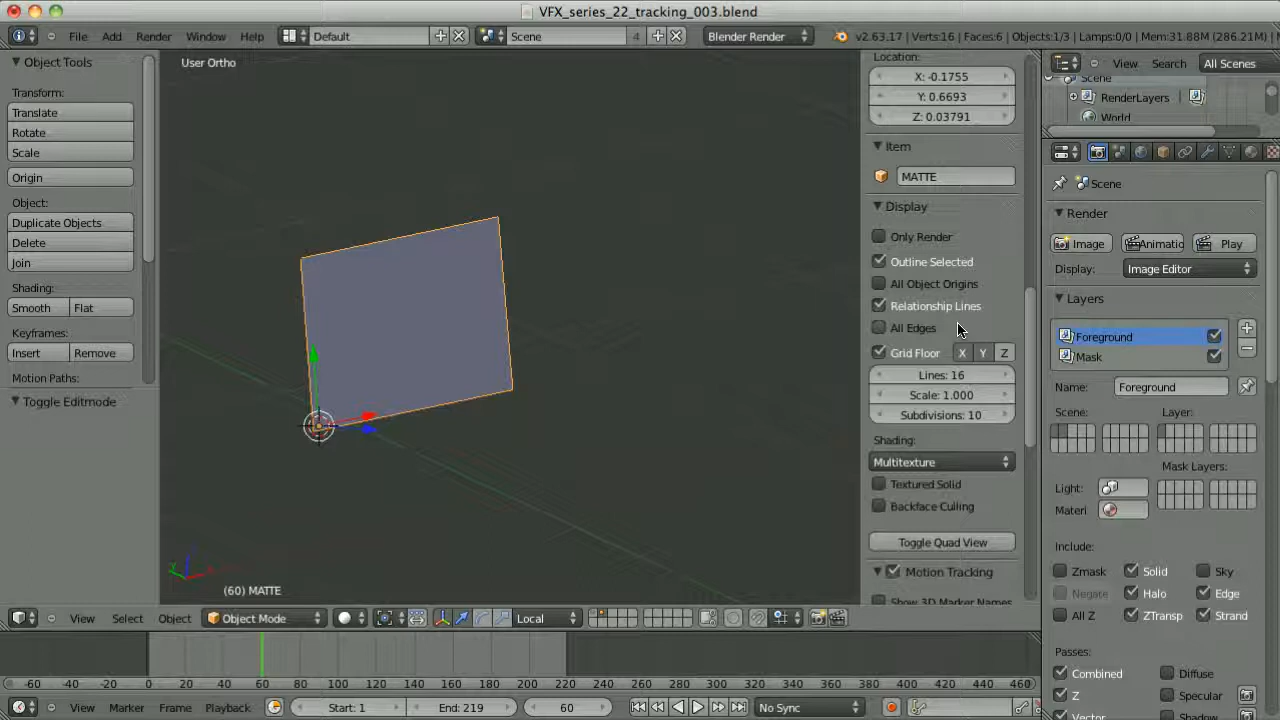 VFX_series_22_tracking_003.blend
File Add Render Window Help Default Scene 4 Blender Render v2.63.17 | Verts:16 | Faces:6 | Objects:1/3 | Lamps:0/0 | Mem:31.88M (286.21M) |
Object Tools
Transform:
Translate
Rotate
Scale
Origin
Object:
Duplicate Objects
Delete
Join
Shading:
Smooth Flat
Keyframes:
Insert Remove
Motion Paths:
Toggle Editmode
User Ortho
(60) MATTE
Location:
X: -0.1755
Y: 0.6693
Z: 0.03791
Item
MATTE
Display
Only Render
Outline Selected
All Object Origins
Relationship Lines
All Edges
Grid Floor X Y Z
Lines: 16
Scale: 1.000
Subdivisions: 10
Shading:
Multitexture
Textured Solid
Backface Culling
Toggle Quad View
Motion Tracking
Show 3D Marker Names
View Search All Scenes
Scene
RenderLayers |
World
Scene
Render
Image Animatio Play
Display: Image Editor
Layers
Foreground
Mask
Name: Foreground
Scene: Layer:
Mask Layers:
Light:
Materi
Include:
Zmask Solid Sky
Negate Halo Edge
All Z ZTransp Strand
Passes:
Combined Diffuse
Z Specular
Vector Shadow
View Select Object Object Mode Local
-60 -40 -20 0 20 40 60 80 100 120 140 160 180 200 220 240 260 280 300 320 340 360 380 400 420 440 460
View Marker Frame Playback Start: 1 End: 219 60 No Sync